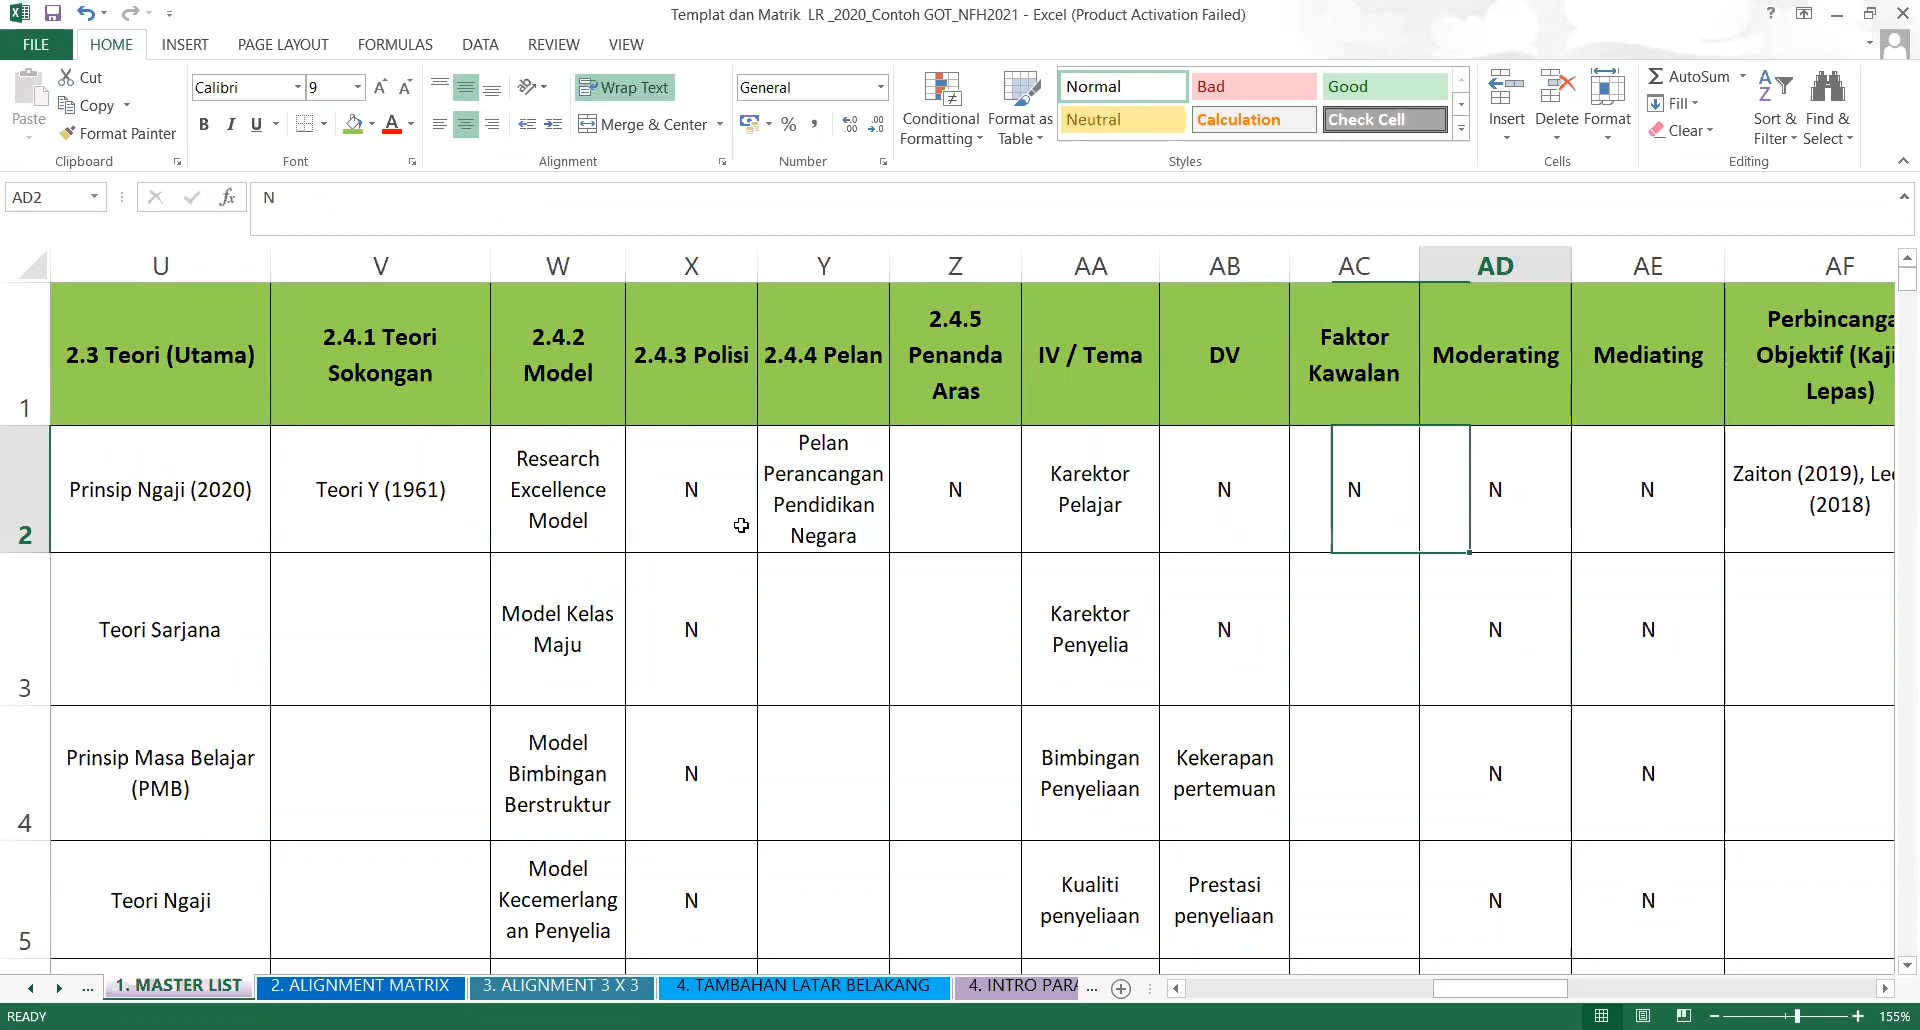 Templat dan Matrik LR _2020_Contoh GOT_NFH2021 - Excel (Product Activation Failed)
FILE HOME INSERT PAGE LAYOUT FORMULAS DATA REVIEW VIEW
Paste
Cut
Copy
Format Painter
Clipboard
Calibri 9
B I U
Font
Wrap Text
Merge & Center
Alignment
General
%
Number
Conditional
Formatting
Format as
Table
Normal Bad Good
Neutral Calculation Check Cell
Styles
Insert Delete Format
Cells
AutoSum
Fill
Clear
Sort &
Filter
Find &
Select
Editing
AD2 fx N
U V W X Y Z AA AB AC AD AE AF
1
2.3 Teori (Utama)
2.4.1 Teori
Sokongan
2.4.2
Model
2.4.3 Polisi
2.4.4 Pelan
2.4.5
Penanda
Aras
IV / Tema
DV
Faktor
Kawalan
Moderating
Mediating
Perbincanga
Objektif (Kaji
Lepas)
2
Prinsip Ngaji (2020)
Teori Y (1961)
Research
Excellence
Model
N
Pelan
Perancangan
Pendidikan
Negara
N
Karektor
Pelajar
N
N
N
N
Zaiton (2019), Lee
(2018)
3
Teori Sarjana
Model Kelas
Maju
N
Karektor
Penyelia
N
N
N
4
Prinsip Masa Belajar
(PMB)
Model
Bimbingan
Berstruktur
N
Bimbingan
Penyeliaan
Kekerapan
pertemuan
N
N
5
Teori Ngaji
Model
Kecemerlang
an Penyelia
N
Kualiti
penyeliaan
Prestasi
penyeliaan
N
N
... 1. MASTER LIST 2. ALIGNMENT MATRIX 3. ALIGNMENT 3 X 3 4. TAMBAHAN LATAR BELAKANG 4. INTRO PARA ...
READY 155%